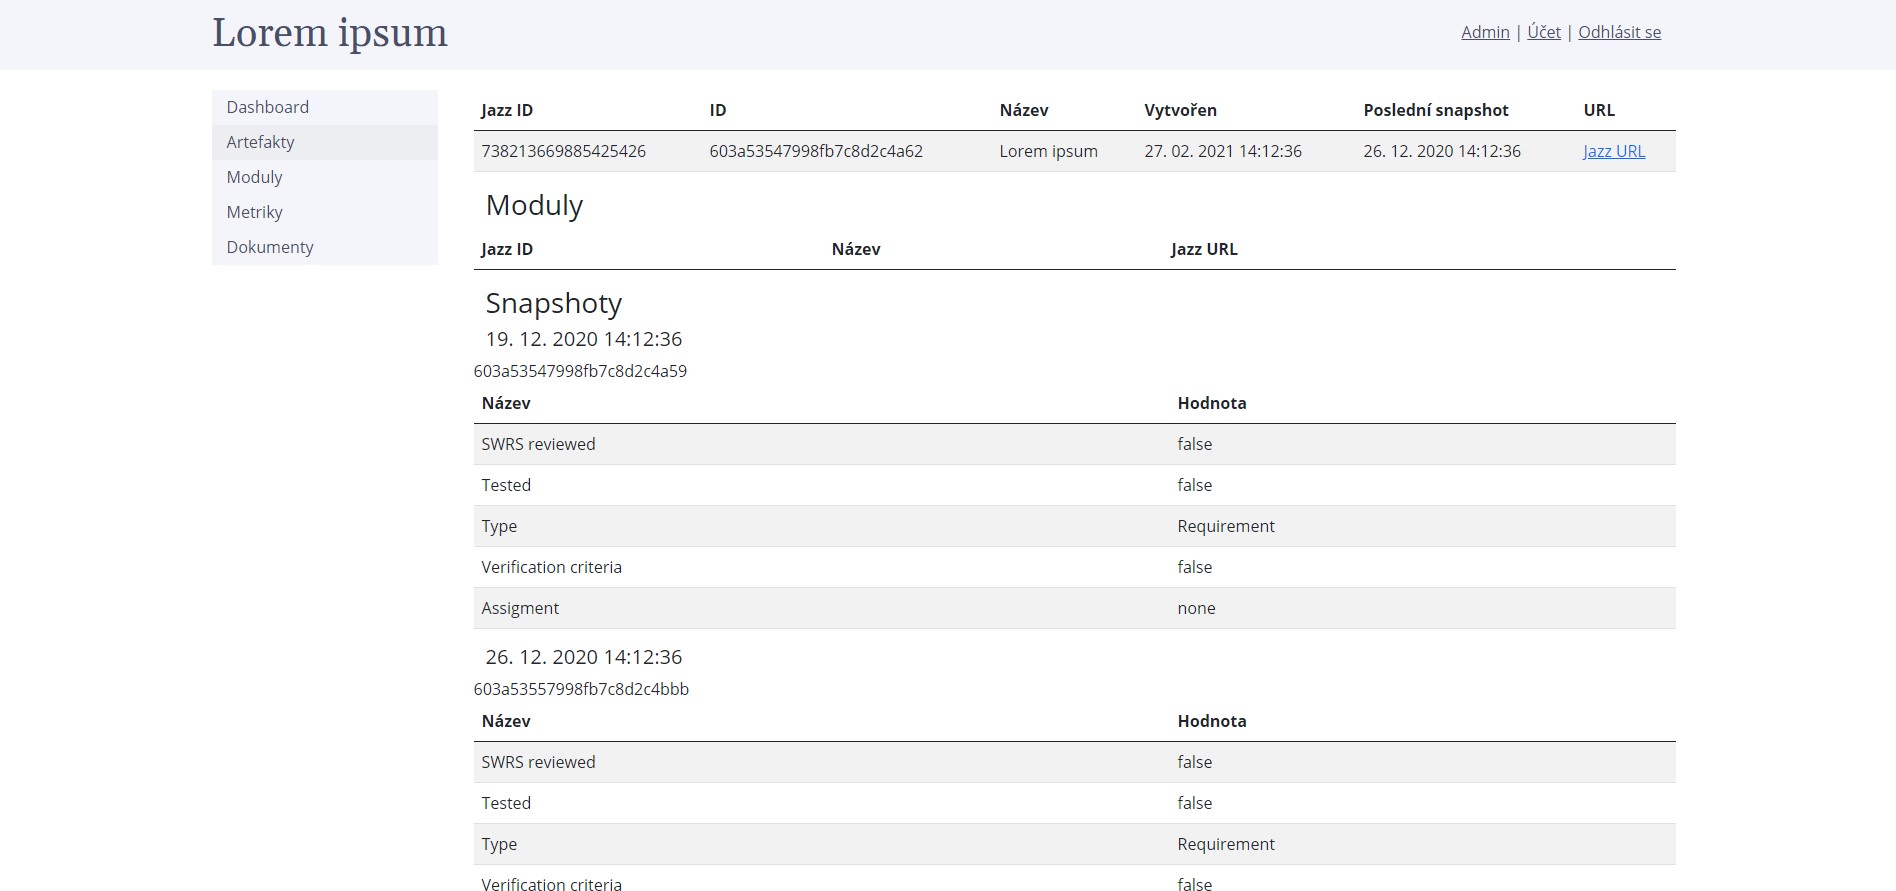 Lorem ipsum
Admin | Účet | Odhlásit se
Dashboard
Artefakty
Moduly
Metriky
Dokumenty
Jazz ID ID Název Vytvořen Poslední snapshot URL
738213669885425426 603a53547998fb7c8d2c4a62 Lorem ipsum 27. 02. 2021 14:12:36 26. 12. 2020 14:12:36 Jazz URL
Moduly
Jazz ID Název Jazz URL
Snapshoty
19. 12. 2020 14:12:36
603a53547998fb7c8d2c4a59
Název Hodnota
SWRS reviewed false
Tested false
Type Requirement
Verification criteria false
Assigment none
26. 12. 2020 14:12:36
603a53557998fb7c8d2c4bbb
Název Hodnota
SWRS reviewed false
Tested false
Type Requirement
Verification criteria false